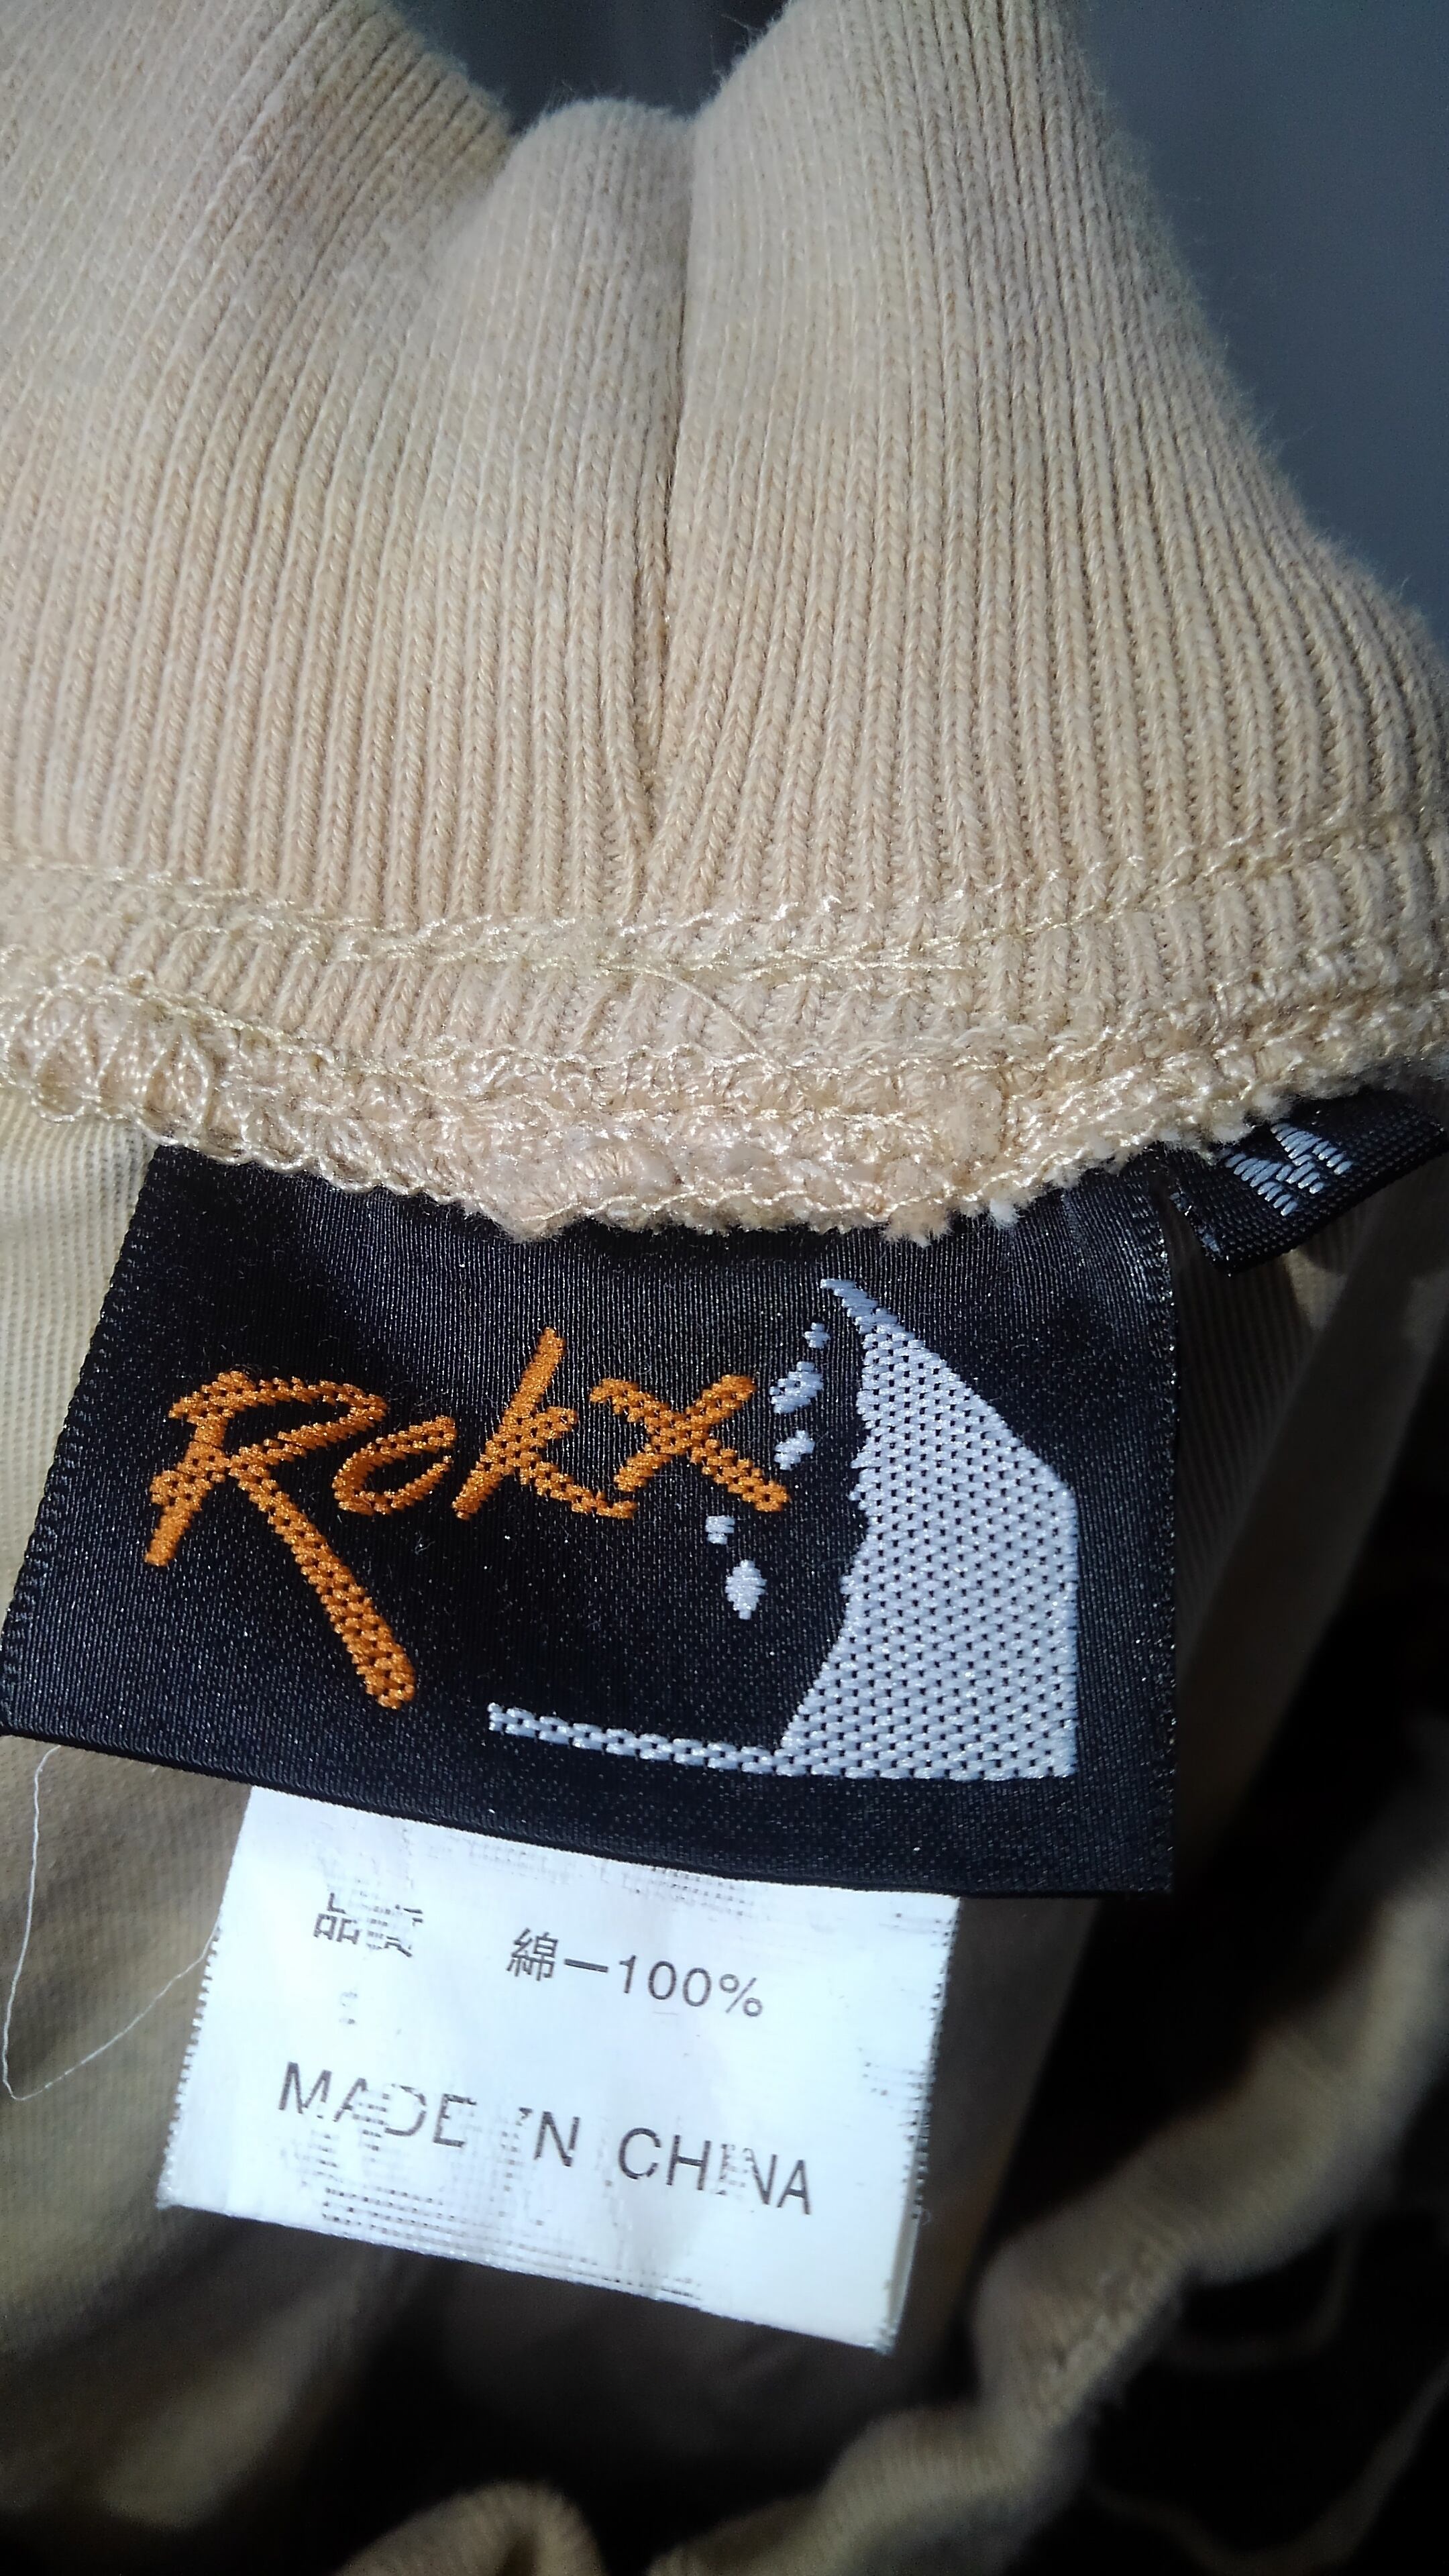 M
Rokx
品質 綿−100%
MADE IN CHINA